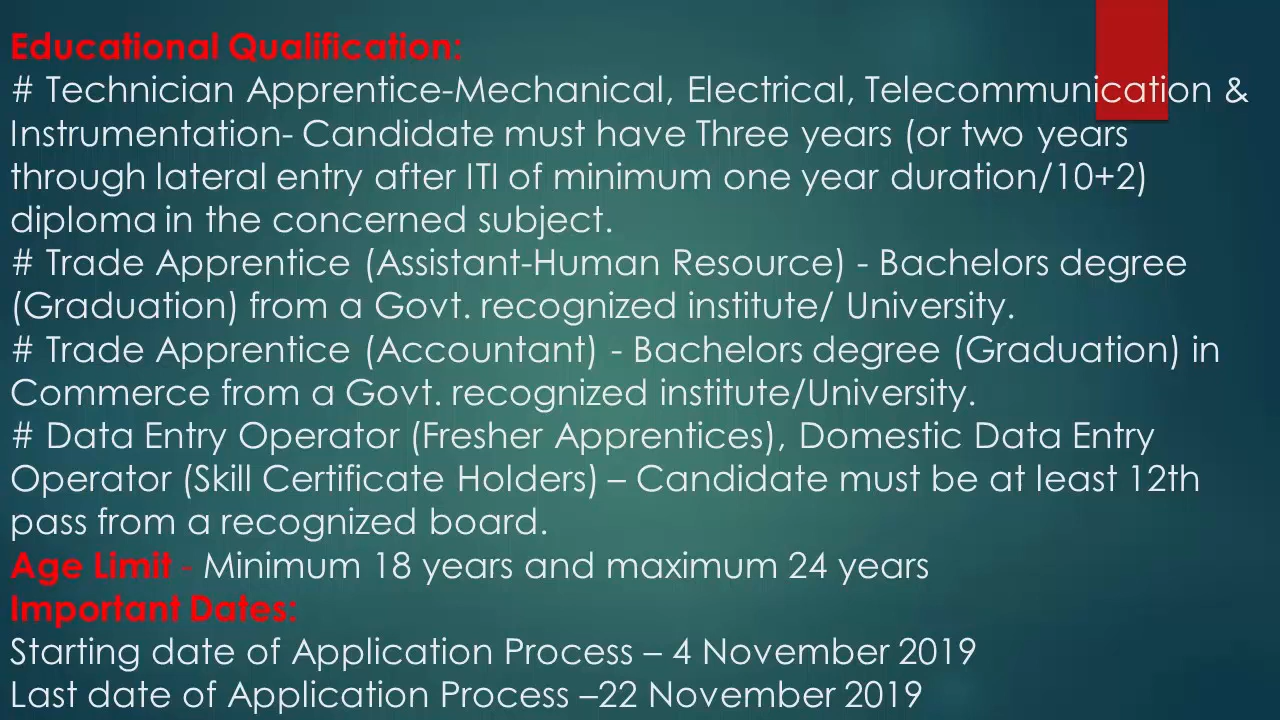 Educational Qualification:
# Technician Apprentice-Mechanical, Electrical, Telecommunication &
Instrumentation- Candidate must have Three years (or two years
through lateral entry after ITI of minimum one year duration/10+2)
diploma in the concerned subject.
# Trade Apprentice (Assistant-Human Resource) - Bachelors degree
(Graduation) from a Govt. recognized institute/ University.
# Trade Apprentice (Accountant) - Bachelors degree (Graduation) in
Commerce from a Govt. recognized institute/University.
# Data Entry Operator (Fresher Apprentices), Domestic Data Entry
Operator (Skill Certificate Holders) – Candidate must be at least 12th
pass from a recognized board.
Age Limit - Minimum 18 years and maximum 24 years
Important Dates:
Starting date of Application Process – 4 November 2019
Last date of Application Process –22 November 2019